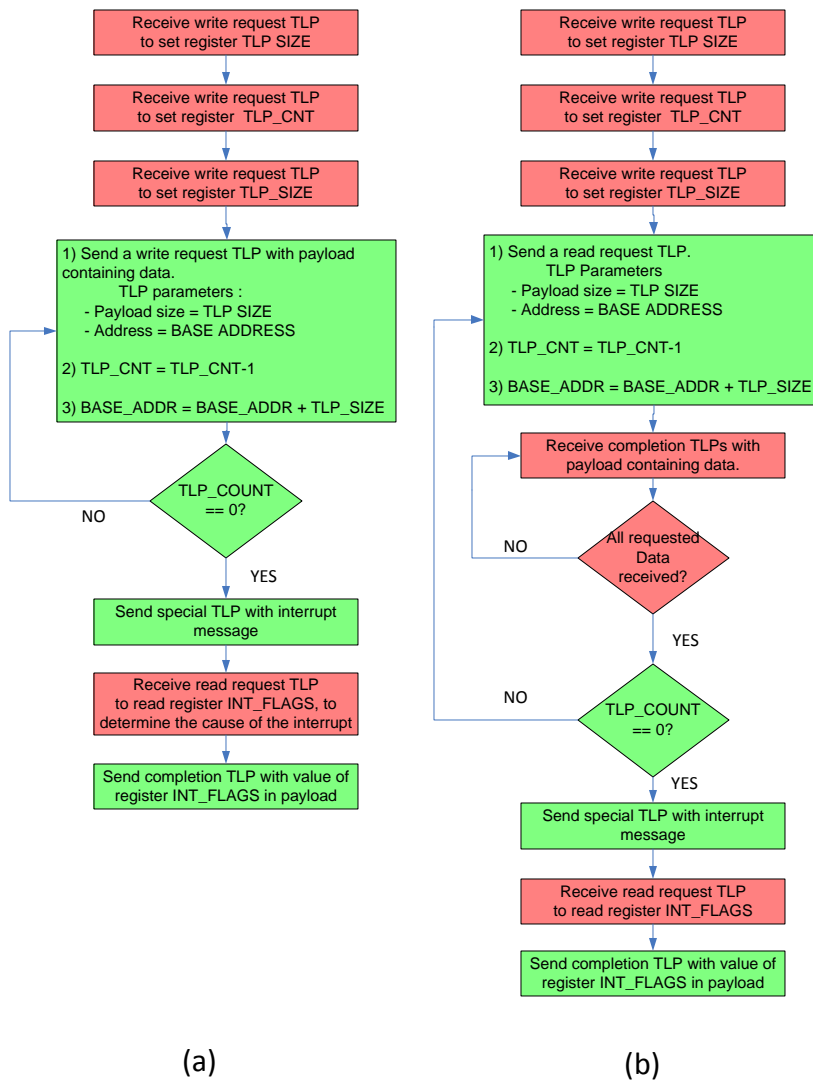 Receive write request TLP
to set register TLP SIZE
Receive write request TLP
to set register  TLP_CNT
Receive write request TLP
to set register TLP_SIZE
1) Send a write request TLP with payload
containing data.
TLP parameters :
- Payload size = TLP SIZE
- Address = BASE ADDRESS
2) TLP_CNT = TLP_CNT-1
3) BASE_ADDR = BASE_ADDR + TLP_SIZE
TLP_COUNT
== 0?
NO
YES
Send special TLP with interrupt
message
Receive read request TLP
to read register INT_FLAGS, to
determine the cause of the interrupt
Send completion TLP with value of
register INT_FLAGS in payload
(a)
Receive write request TLP
to set register TLP SIZE
Receive write request TLP
to set register  TLP_CNT
Receive write request TLP
to set register TLP_SIZE
1) Send a read request TLP.
TLP Parameters
- Payload size = TLP SIZE
- Address = BASE ADDRESS
2) TLP_CNT = TLP_CNT-1
3) BASE_ADDR = BASE_ADDR + TLP_SIZE
Receive completion TLPs with
payload containing data.
All requested
Data
received?
NO
YES
TLP_COUNT
== 0?
NO
YES
Send special TLP with interrupt
message
Receive read request TLP
to read register INT_FLAGS
Send completion TLP with value of
register INT_FLAGS in payload
(b)